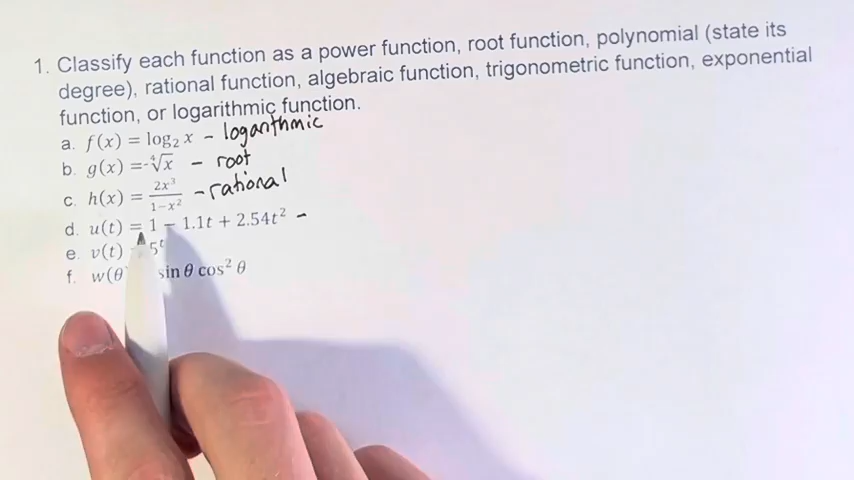 1. Classify each function as a power function, root function, polynomial (state its
degree), rational function, algebraic function, trigonometric function, exponential
function, or logarithmic function.
a. f(x) = log₂ x – logarithmic
b. g(x) =-∜x – root
c. h(x) = 2x³/1−x² – rational
d. u(t) = 1 − 1.1t + 2.54t² –
e. v(t) 5ᵗ
f. w(θ sin θ cos² θ